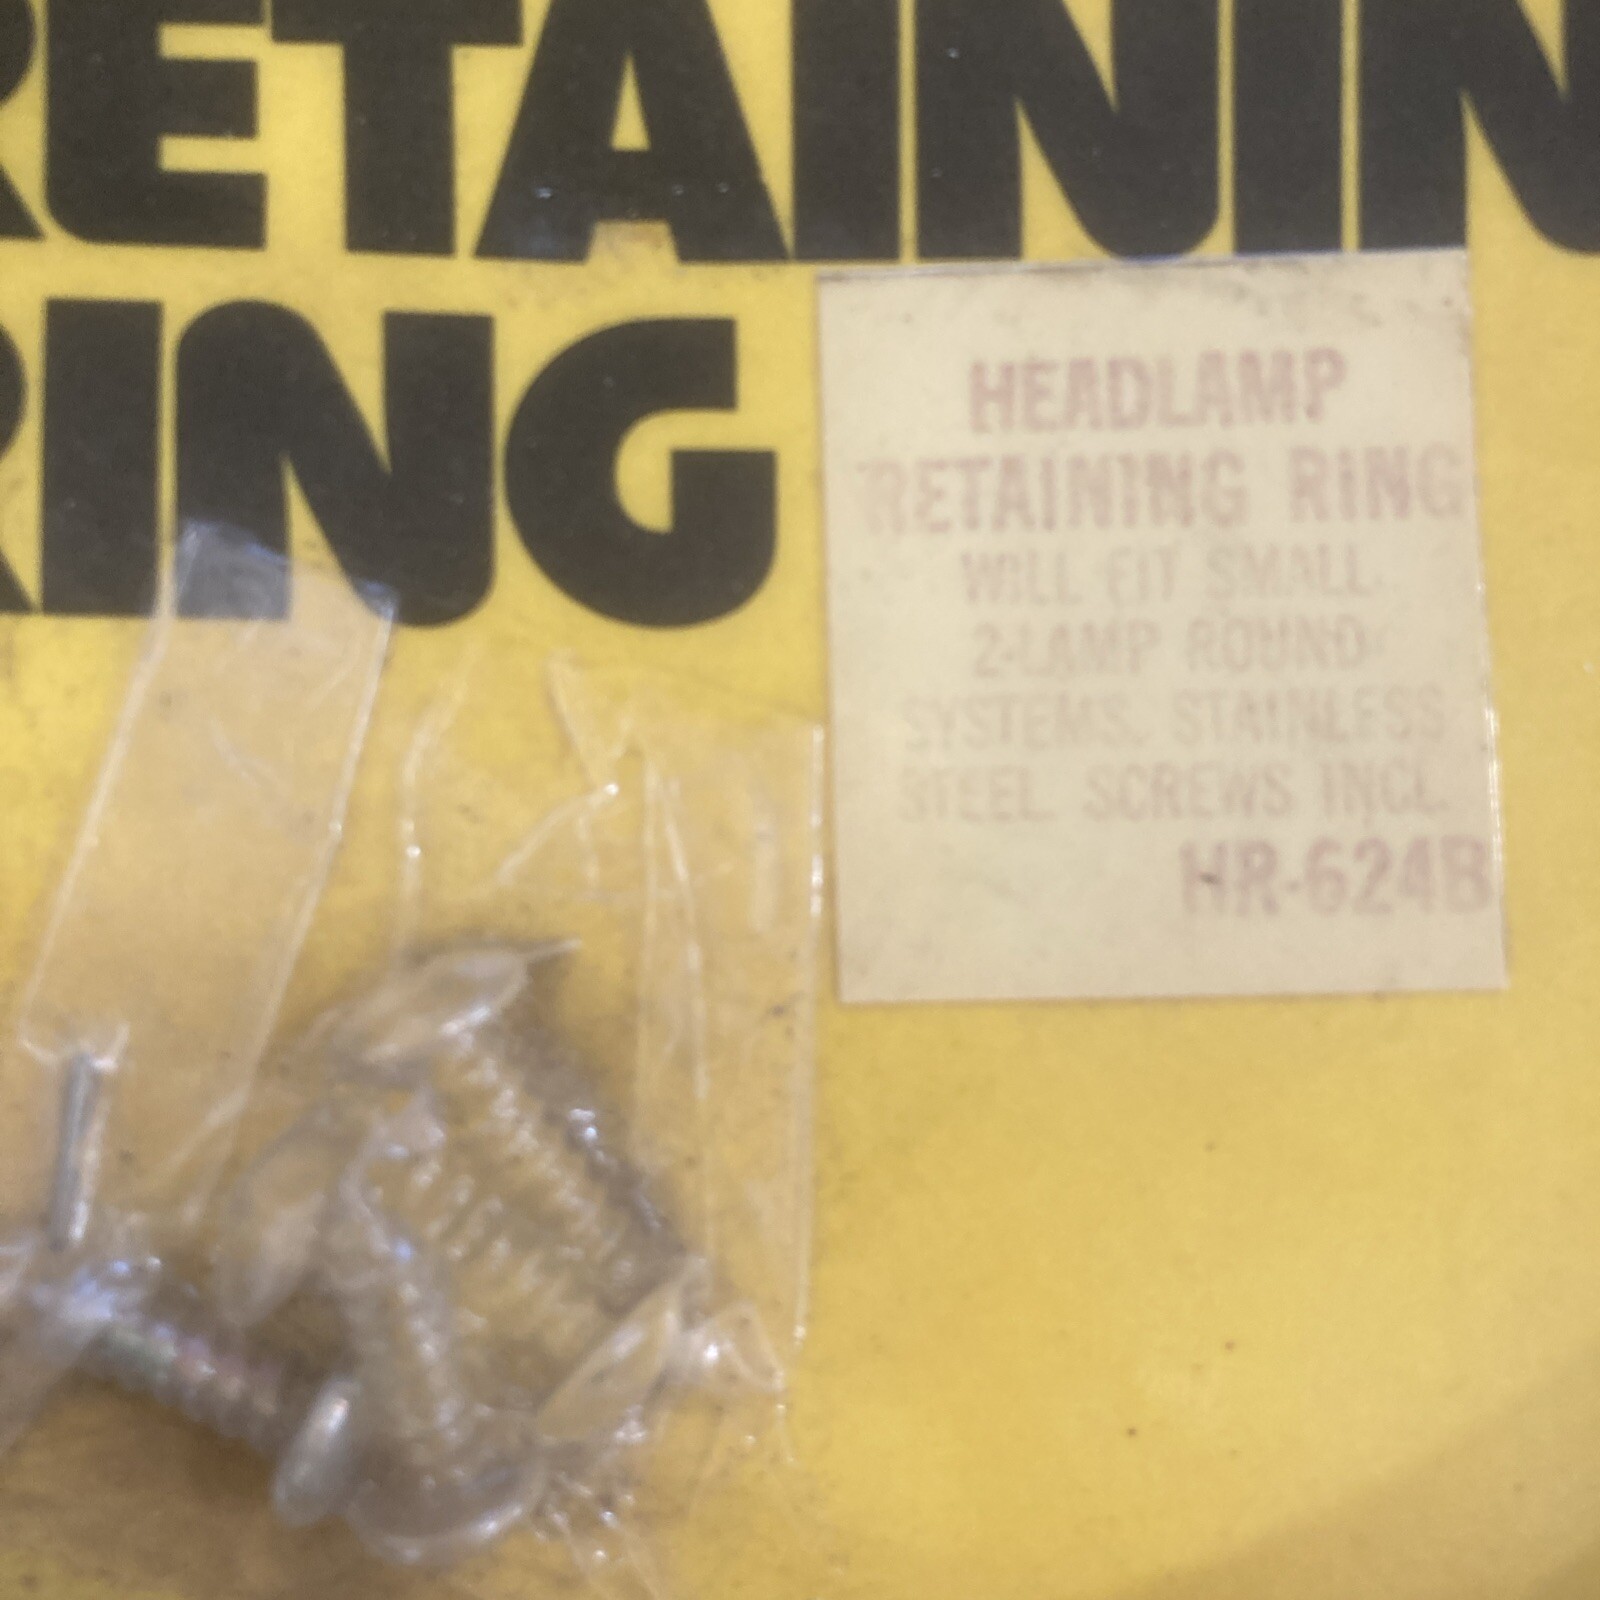 RETAININ
RING
HEADLAMP
RETAINING RING
WILL FIT SMALL
2-LAMP ROUND
SYSTEMS. STAINLESS
STEEL SCREWS INCL.
HR-624B